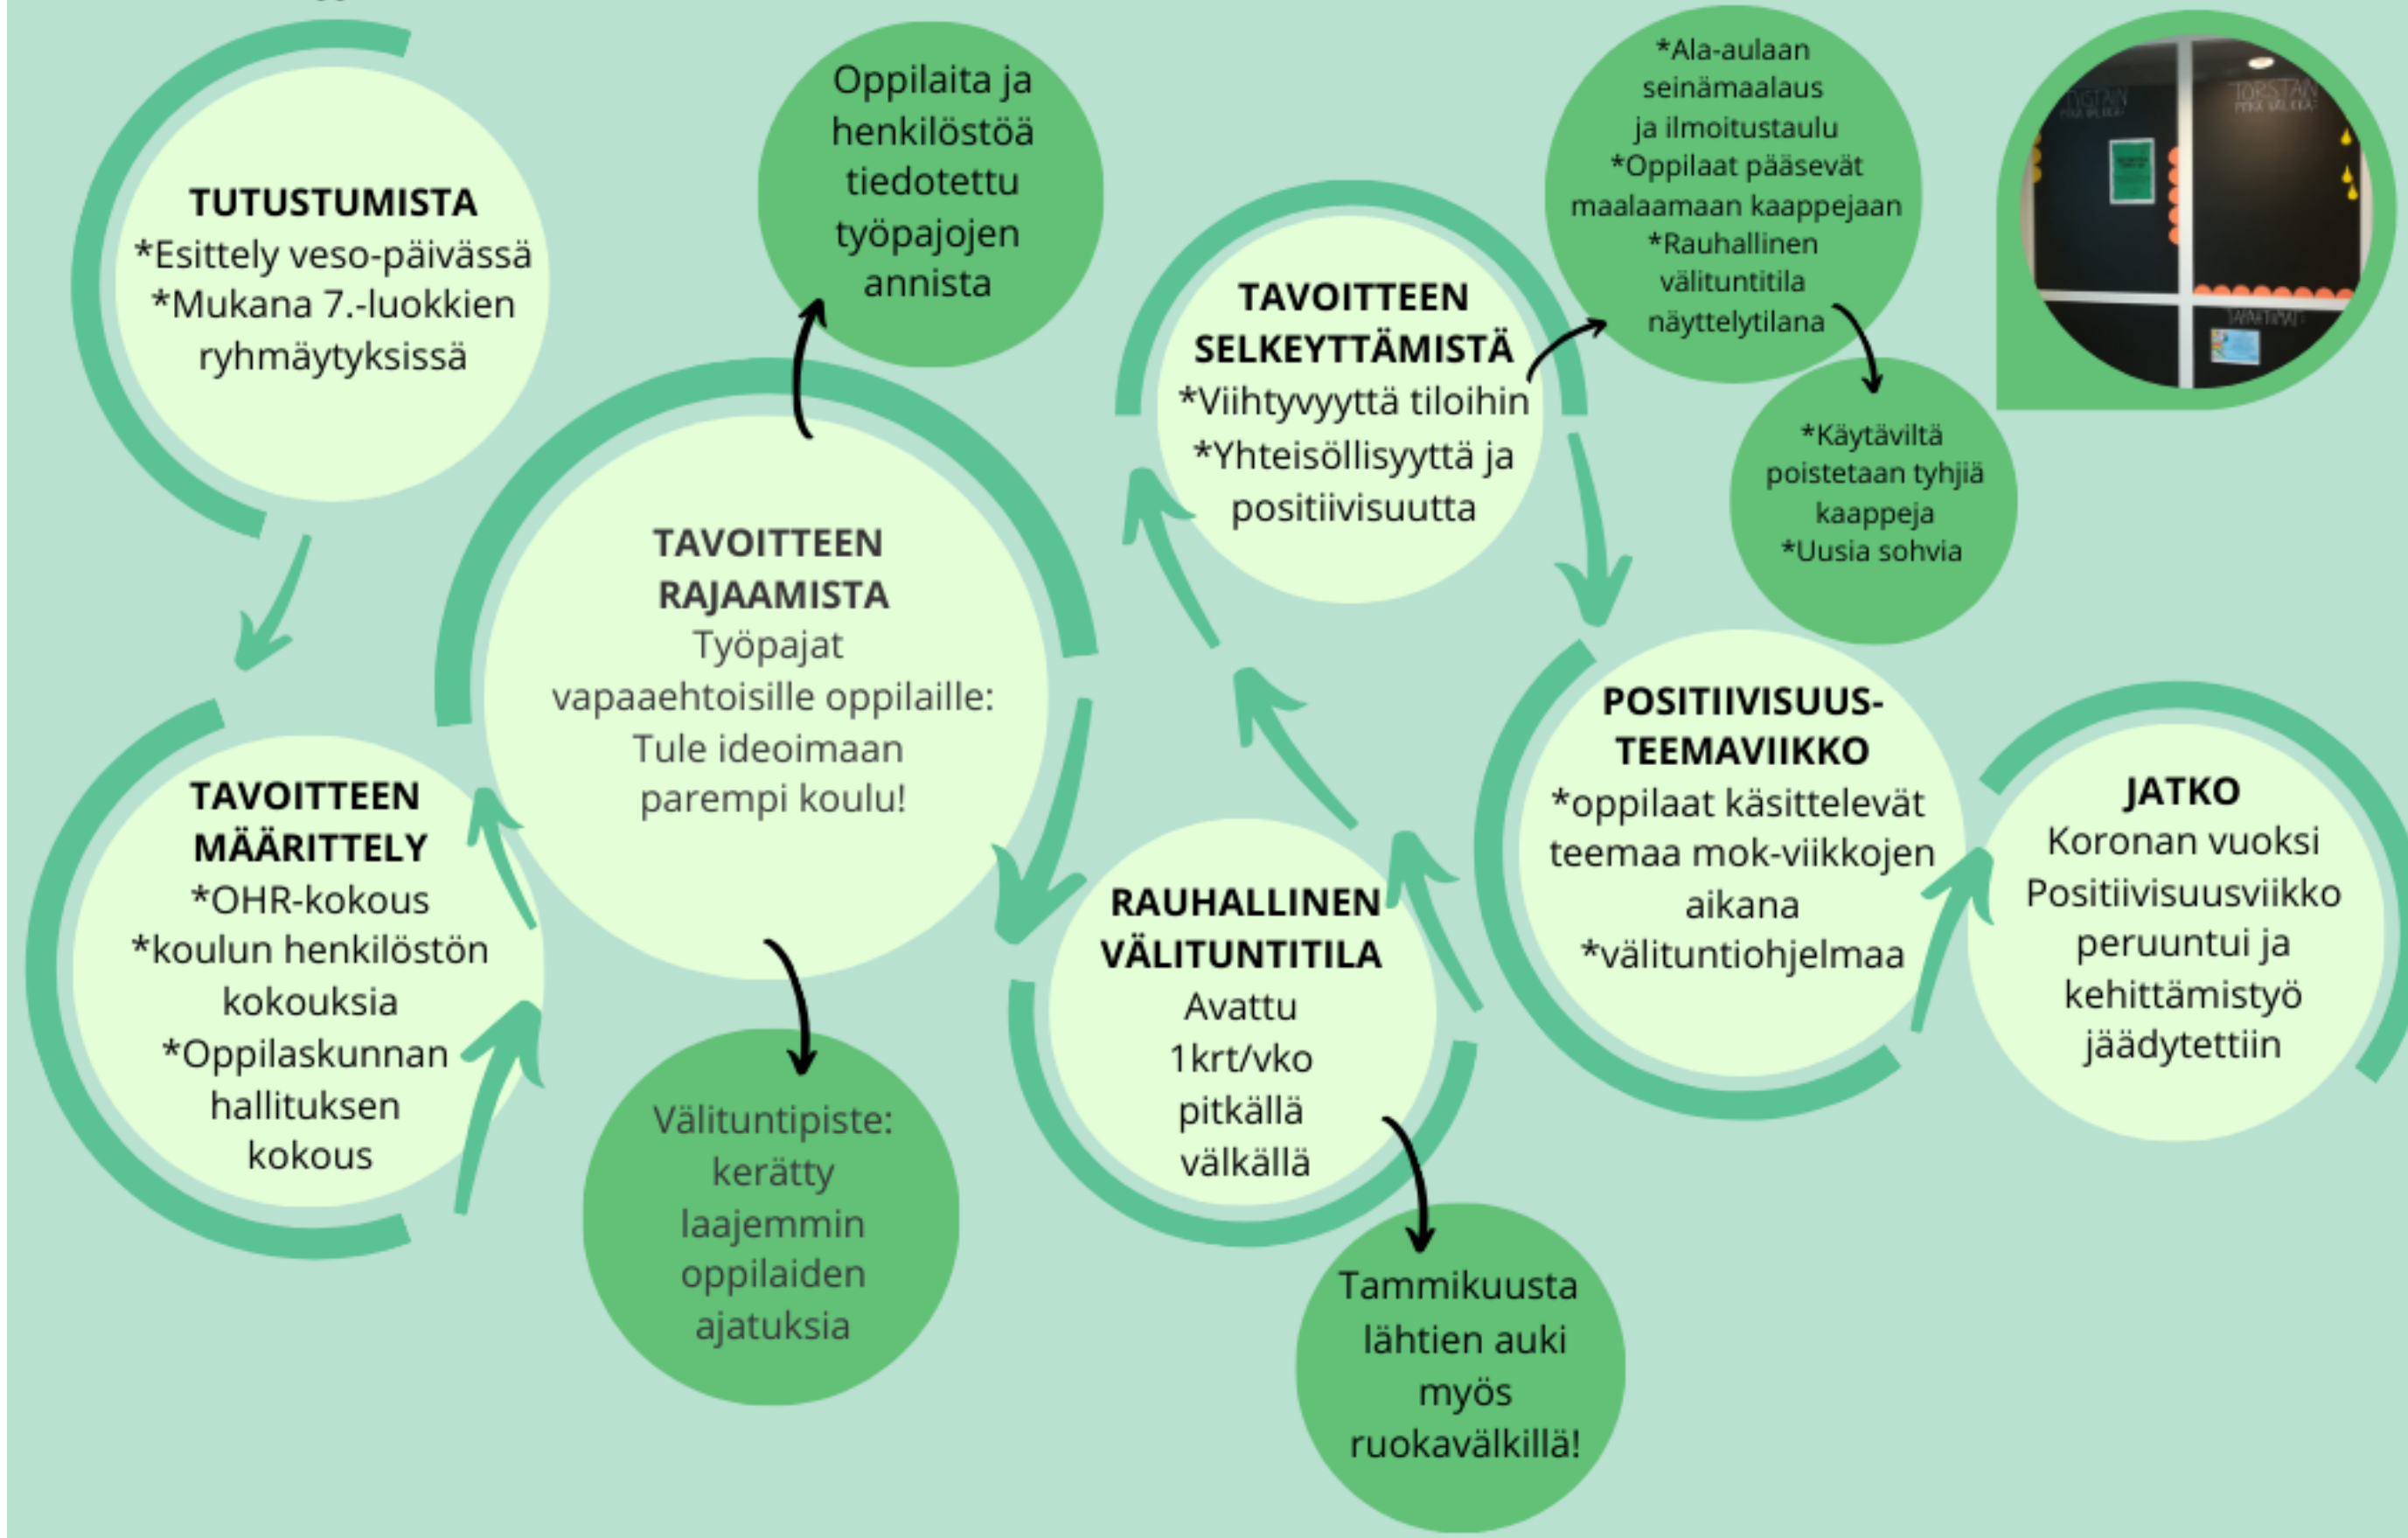 TUTUSTUMISTA
*Esittely veso-päivässä
*Mukana 7.-luokkien
ryhmäytyksissä
TAVOITTEEN
MÄÄRITTELY
*OHR-kokous
*koulun henkilöstön
kokouksia
*Oppilaskunnan
hallituksen
kokous
TAVOITTEEN
RAJAAMISTA
Työpajat
vapaaehtoisille oppilaille:
Tule ideoimaan
parempi koulu!
Oppilaita ja
henkilöstöä
tiedotettu
työpajojen
annista
Välituntipiste:
kerätty
laajemmin
oppilaiden
ajatuksia
RAUHALLINEN
VÄLITUNTITILA
Avattu
1krt/vko
pitkällä
välkällä
Tammikuusta
lähtien auki
myös
ruokavälkillä!
TAVOITTEEN
SELKEYTTÄMISTÄ
*Viihtyvyyttä tiloihin
*Yhteisöllisyyttä ja
positiivisuutta
*Ala-aulaan
seinämaalaus
ja ilmoitustaulu
*Oppilaat pääsevät
maalaamaan kaappejaan
*Rauhallinen
välituntitila
näyttelytilana
*Käytäviltä
poistetaan tyhjiä
kaappeja
*Uusia sohvia
POSITIIVISUUS-
TEEMAVIIKKO
*oppilaat käsittelevät
teemaa mok-viikkojen
aikana
*välituntiohjelmaa
JATKO
Koronan vuoksi
Positiivisuusviikko
peruuntui ja
kehittämistyö
jäädytettiin
TORSTAIN